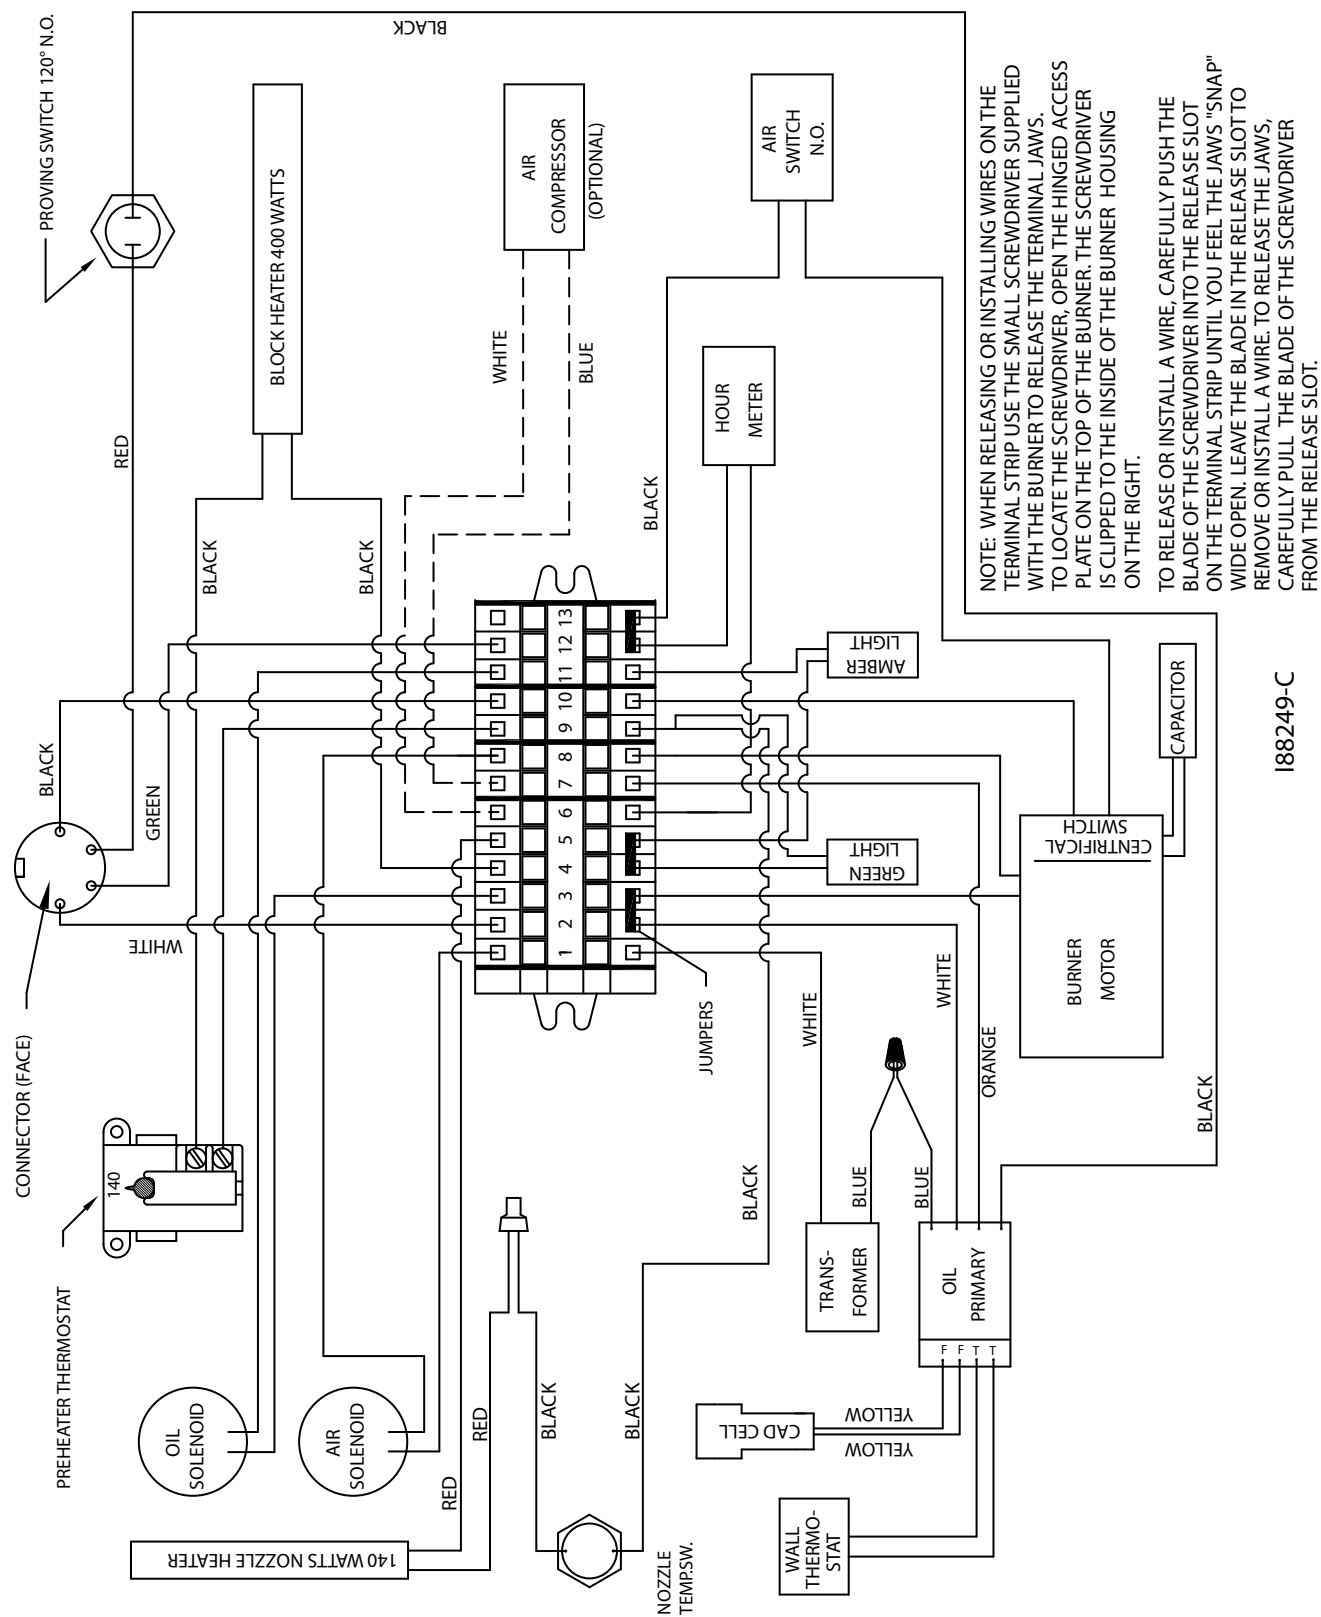 CONNECTOR (FACE)
PREHEATER THERMOSTAT
BLACK
PROVING SWITCH 120° N.O.
140
RED
GREEN
WHITE
OIL
SOLENOID
BLACK
BLOCK HEATER 400 WATTS
140 WATTS NOZZLE HEATER
AIR
SOLENOID
BLACK
BLACK
RED
RED
WHITE
AIR
COMPRESSOR
(OPTIONAL)
BLACK
BLUE
1 2 3 4 5 6 7 8 9 10 11 12 13
BLACK
BLACK
NOZZLE
TEMP.SW.
JUMPERS
HOUR
METER
AIR
SWITCH
N.O.
BLACK
CAD CELL
WALL
THERMO-
STAT
TRANS-
FORMER
WHITE
BLUE
BLUE
YELLOW
YELLOW
GREEN
LIGHT
AMBER
LIGHT
WHITE
ORANGE
OIL
PRIMARY
F
F
T
T
BURNER
MOTOR
CENTRIFICAL
SWITCH
CAPACITOR
BLACK
NOTE: WHEN RELEASING OR INSTALLING WIRES ON THE
TERMINAL STRIP USE THE SMALL SCREWDRIVER SUPPLIED
WITH THE BURNER TO RELEASE THE TERMINAL JAWS.
TO LOCATE THE SCREWDRIVER, OPEN THE HINGED ACCESS
PLATE ON THE TOP OF THE BURNER. THE SCREWDRIVER
IS CLIPPED TO THE INSIDE OF THE BURNER HOUSING
ON THE RIGHT.
TO RELEASE OR INSTALL A WIRE, CAREFULLY PUSH THE
BLADE OF THE SCREWDRIVER INTO THE RELEASE SLOT
ON THE TERMINAL STRIP UNTIL YOU FEEL THE JAWS "SNAP"
WIDE OPEN. LEAVE THE BLADE IN THE RELEASE SLOT TO
REMOVE OR INSTALL A WIRE. TO RELEASE THE JAWS,
CAREFULLY PULL THE BLADE OF THE SCREWDRIVER
FROM THE RELEASE SLOT.
I88249-C